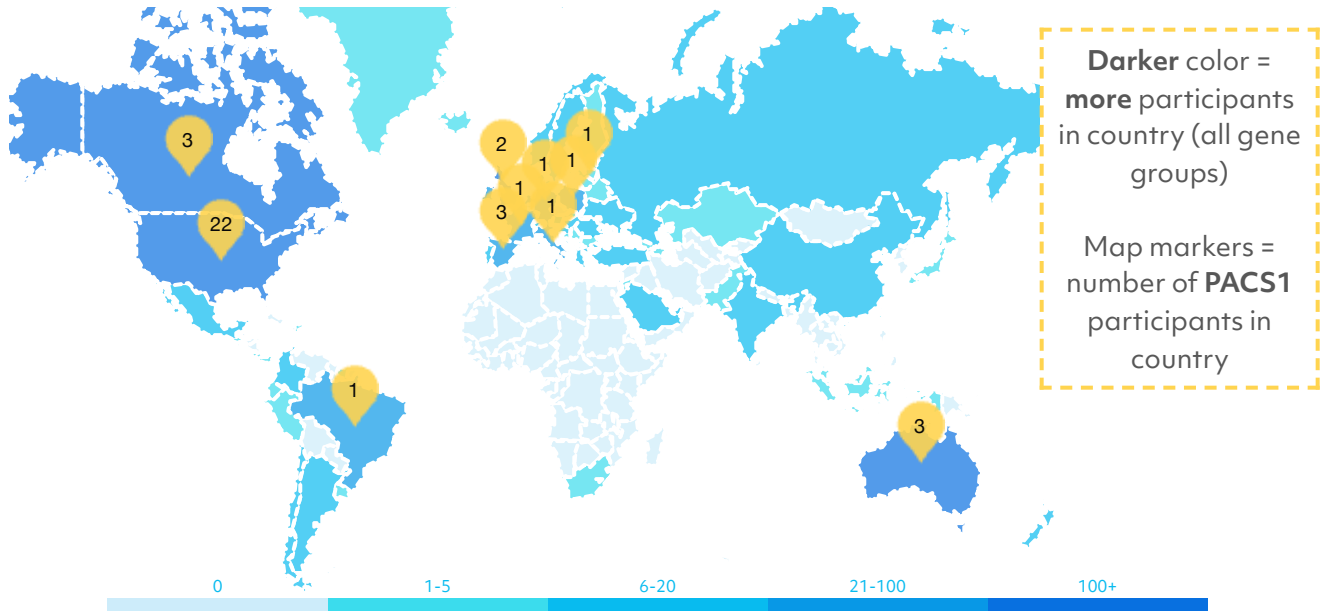 Darker color =
more participants
in country (all gene
groups)
Map markers =
number of PACS1
participants in
country
3
22
1
2
1
1
1
1
3
1
3
0 1-5 6-20 21-100 100+